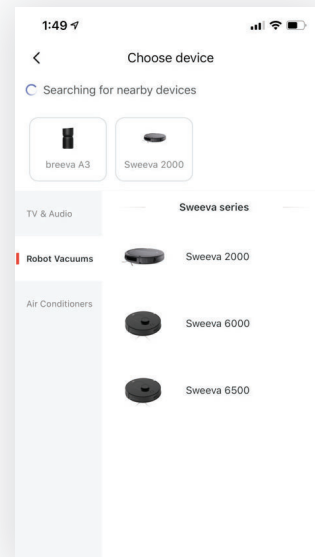 1:49
Choose device
Searching for nearby devices
breeva A3
Sweeva 2000
TV & Audio
Robot Vacuums
Air Conditioners
Sweeva series
Sweeva 2000
Sweeva 6000
Sweeva 6500